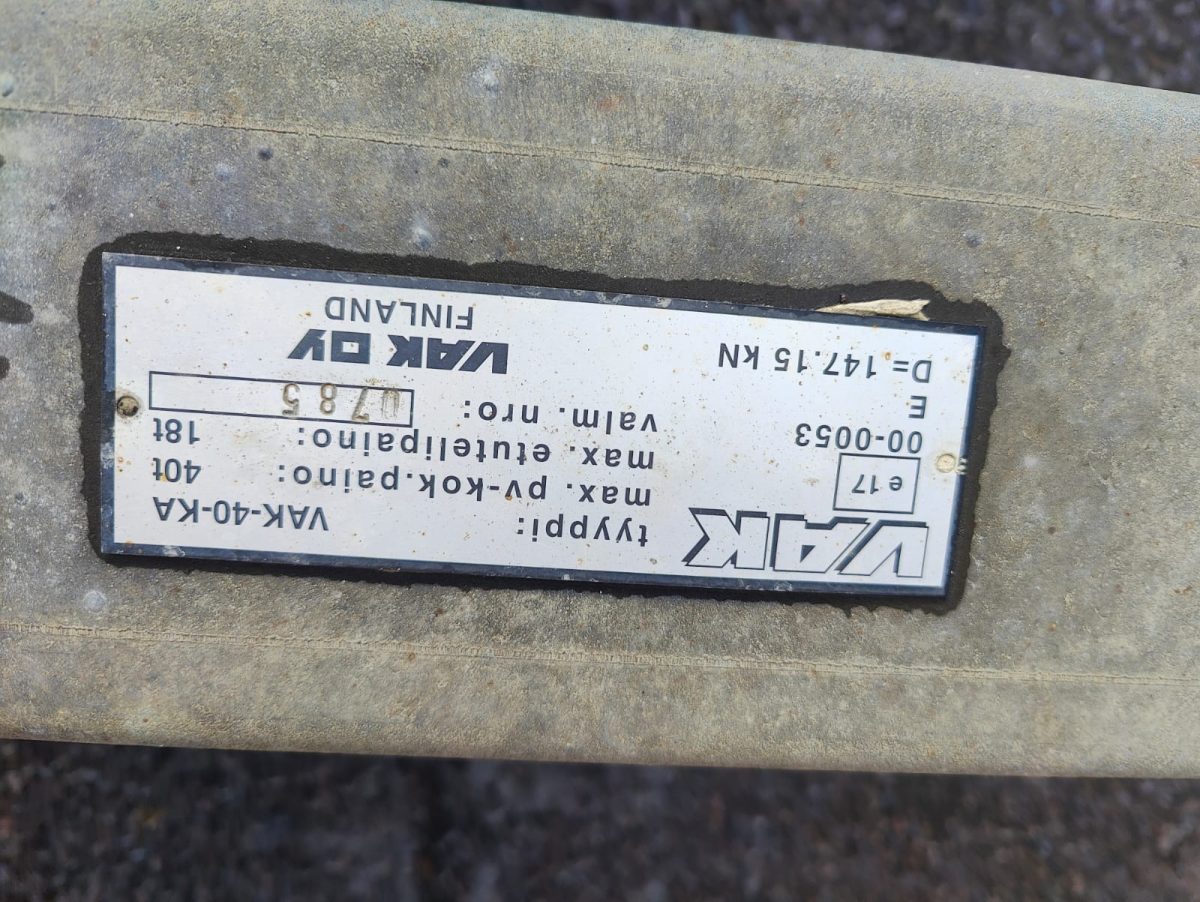 VAK
e 17
00-0053
E
D= 147.15 kN
tyyppi: VAK-40-KA
max. pv-kok.paino: 40t
max. etutelipaino: 18t
valm. nro: 0785
VAK OY
FINLAND